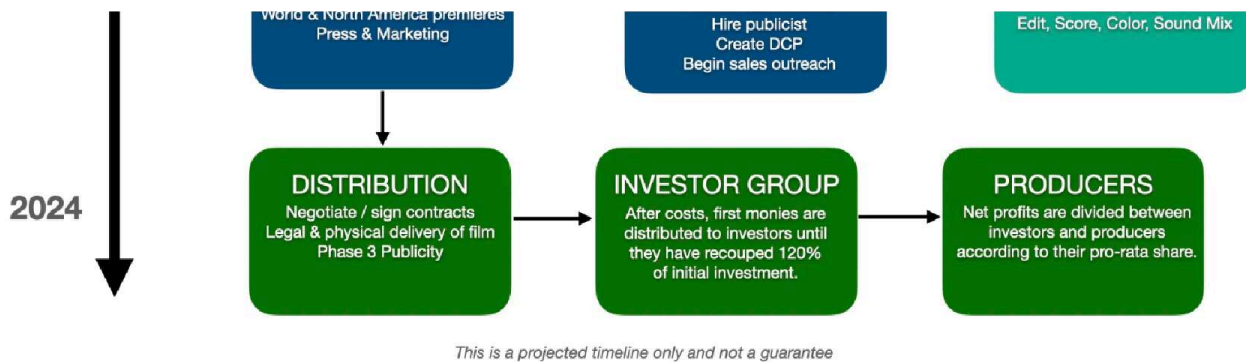 World & North America premieres
Press & Marketing
Hire publicist
Create DCP
Begin sales outreach
Edit, Score, Color, Sound Mix
2024
DISTRIBUTION
Negotiate / sign contracts
Legal & physical delivery of film
Phase 3 Publicity
INVESTOR GROUP
After costs, first monies are
distributed to investors until
they have recouped 120%
of initial investment.
PRODUCERS
Net profits are divided between
investors and producers
according to their pro-rata share.
This is a projected timeline only and not a guarantee